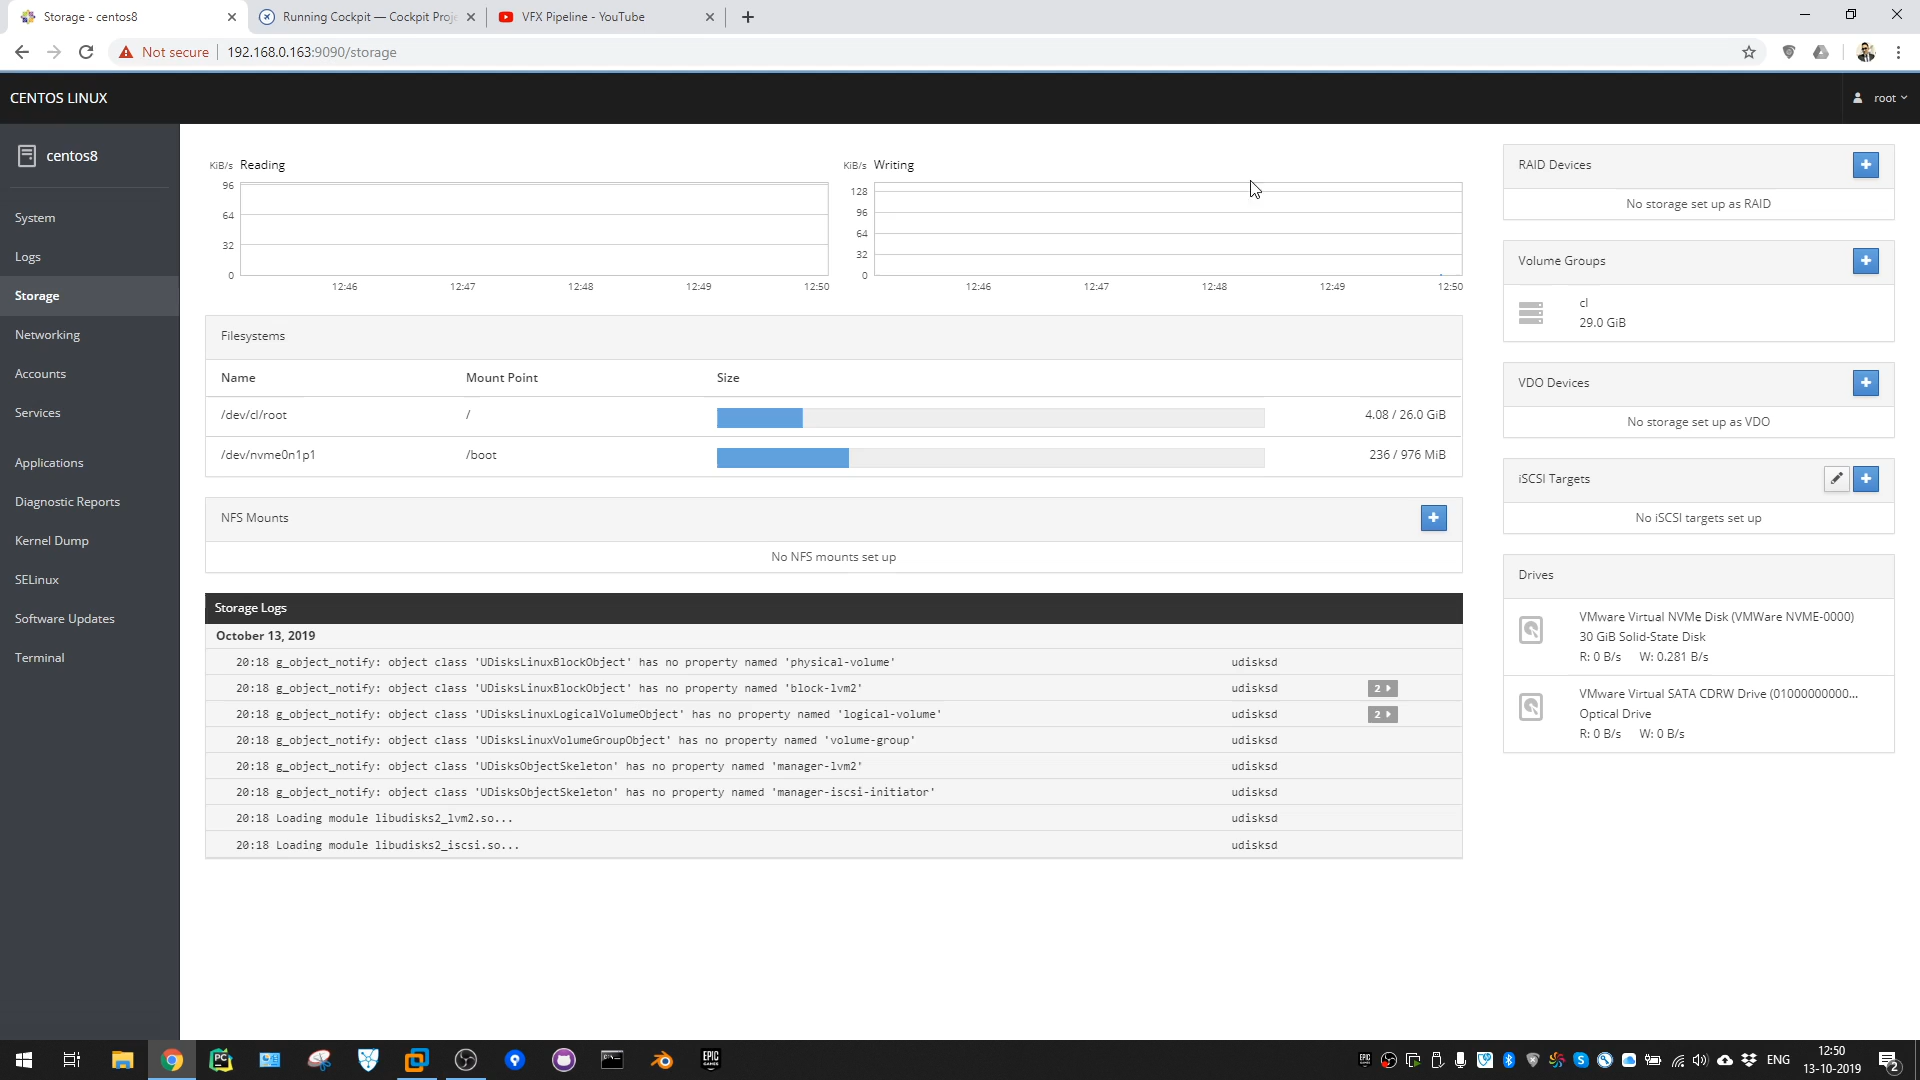 Storage - centos8
Running Cockpit — Cockpit Proje
VFX Pipeline - YouTube
Not secure
192.168.0.163:9090/storage
CENTOS LINUX
root
centos8
System
Logs
Storage
Networking
Accounts
Services
Applications
Diagnostic Reports
Kernel Dump
SELinux
Software Updates
Terminal
KiB/s Reading
96
64
32
0
12:46 12:47 12:48 12:49 12:50
KiB/s Writing
128
96
64
32
0
12:46 12:47 12:48 12:49 12:50
Filesystems
Name Mount Point Size
/dev/cl/root / 4.08 / 26.0 GiB
/dev/nvme0n1p1 /boot 236 / 976 MiB
NFS Mounts
No NFS mounts set up
Storage Logs
October 13, 2019
20:18 g_object_notify: object class 'UDisksLinuxBlockObject' has no property named 'physical-volume' udisksd
20:18 g_object_notify: object class 'UDisksLinuxBlockObject' has no property named 'block-lvm2' udisksd 2
20:18 g_object_notify: object class 'UDisksLinuxLogicalVolumeObject' has no property named 'logical-volume' udisksd 2
20:18 g_object_notify: object class 'UDisksLinuxVolumeGroupObject' has no property named 'volume-group' udisksd
20:18 g_object_notify: object class 'UDisksObjectSkeleton' has no property named 'manager-lvm2' udisksd
20:18 g_object_notify: object class 'UDisksObjectSkeleton' has no property named 'manager-iscsi-initiator' udisksd
20:18 Loading module libudisks2_lvm2.so... udisksd
20:18 Loading module libudisks2_iscsi.so... udisksd
RAID Devices
No storage set up as RAID
Volume Groups
cl
29.0 GiB
VDO Devices
No storage set up as VDO
iSCSI Targets
No iSCSI targets set up
Drives
VMware Virtual NVMe Disk (VMWare NVME-0000)
30 GiB Solid-State Disk
R: 0 B/s W: 0.281 B/s
VMware Virtual SATA CDRW Drive (01000000000...
Optical Drive
R: 0 B/s W: 0 B/s
PC
EPIC
ENG
12:50
13-10-2019
2